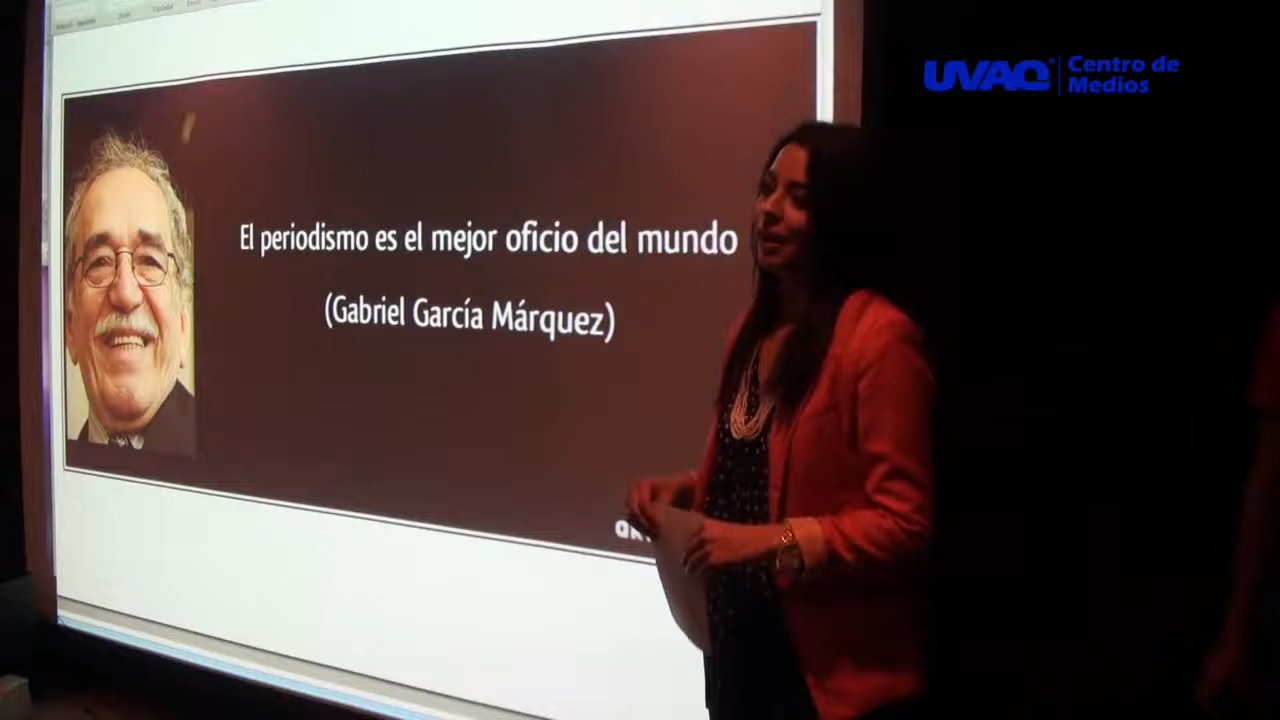 UVAQ Centro de
Medios
El periodismo es el mejor oficio del mundo
(Gabriel García Márquez)